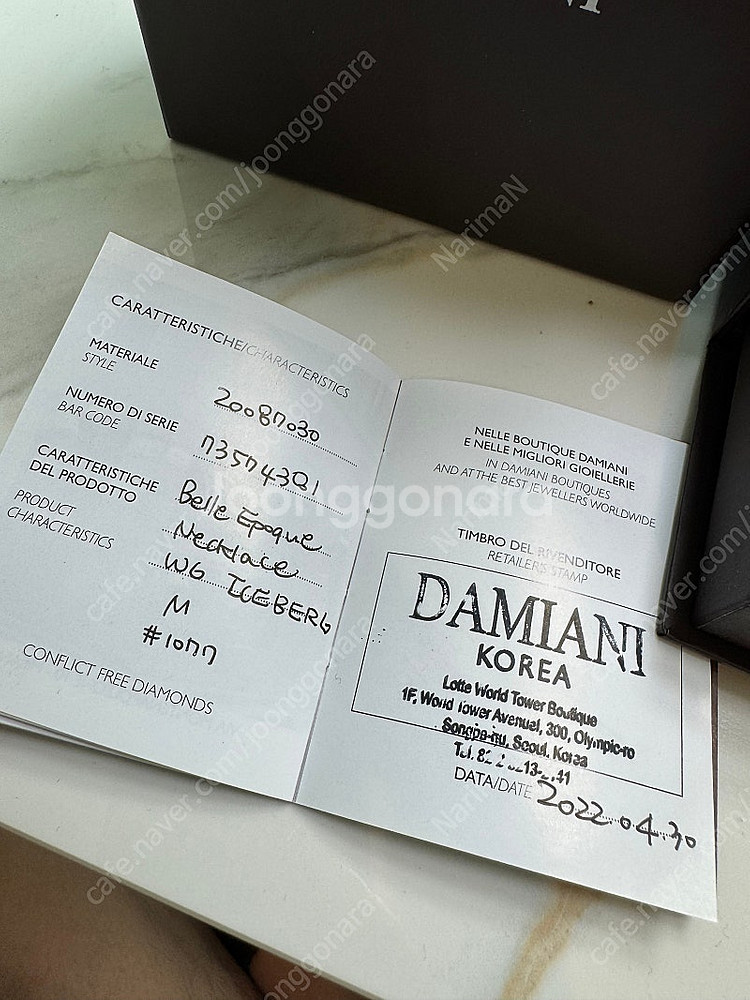 CARATTERISTICHE/CHARACTERISTICS
MATERIALE
STYLE
20087030
NUMERO DI SERIE
BAR CODE
73574381
CARATTERISTICHE
DEL PRODOTTO
PRODUCT
CHARACTERISTICS
Belle Epoque
Necklace
WG ICEBERG
M
#1077
CONFLICT FREE DIAMONDS
NELLE BOUTIQUE DAMIANI
E NELLE MIGLIORI GIOIELLERIE
IN DAMIANI BOUTIQUES
AND AT THE BEST JEWELLERS WORLDWIDE
TIMBRO DEL RIVENDITORE
RETAILER'S STAMP
DAMIANI
KOREA
Lotte World Tower Boutique
1F, World Tower Avenuel, 300, Olympic-ro
Songpa-gu, Seoul, Korea
DATA/DATE 2022.04.30
joonggonara
cafe.naver.com/joonggonara
NarimaN